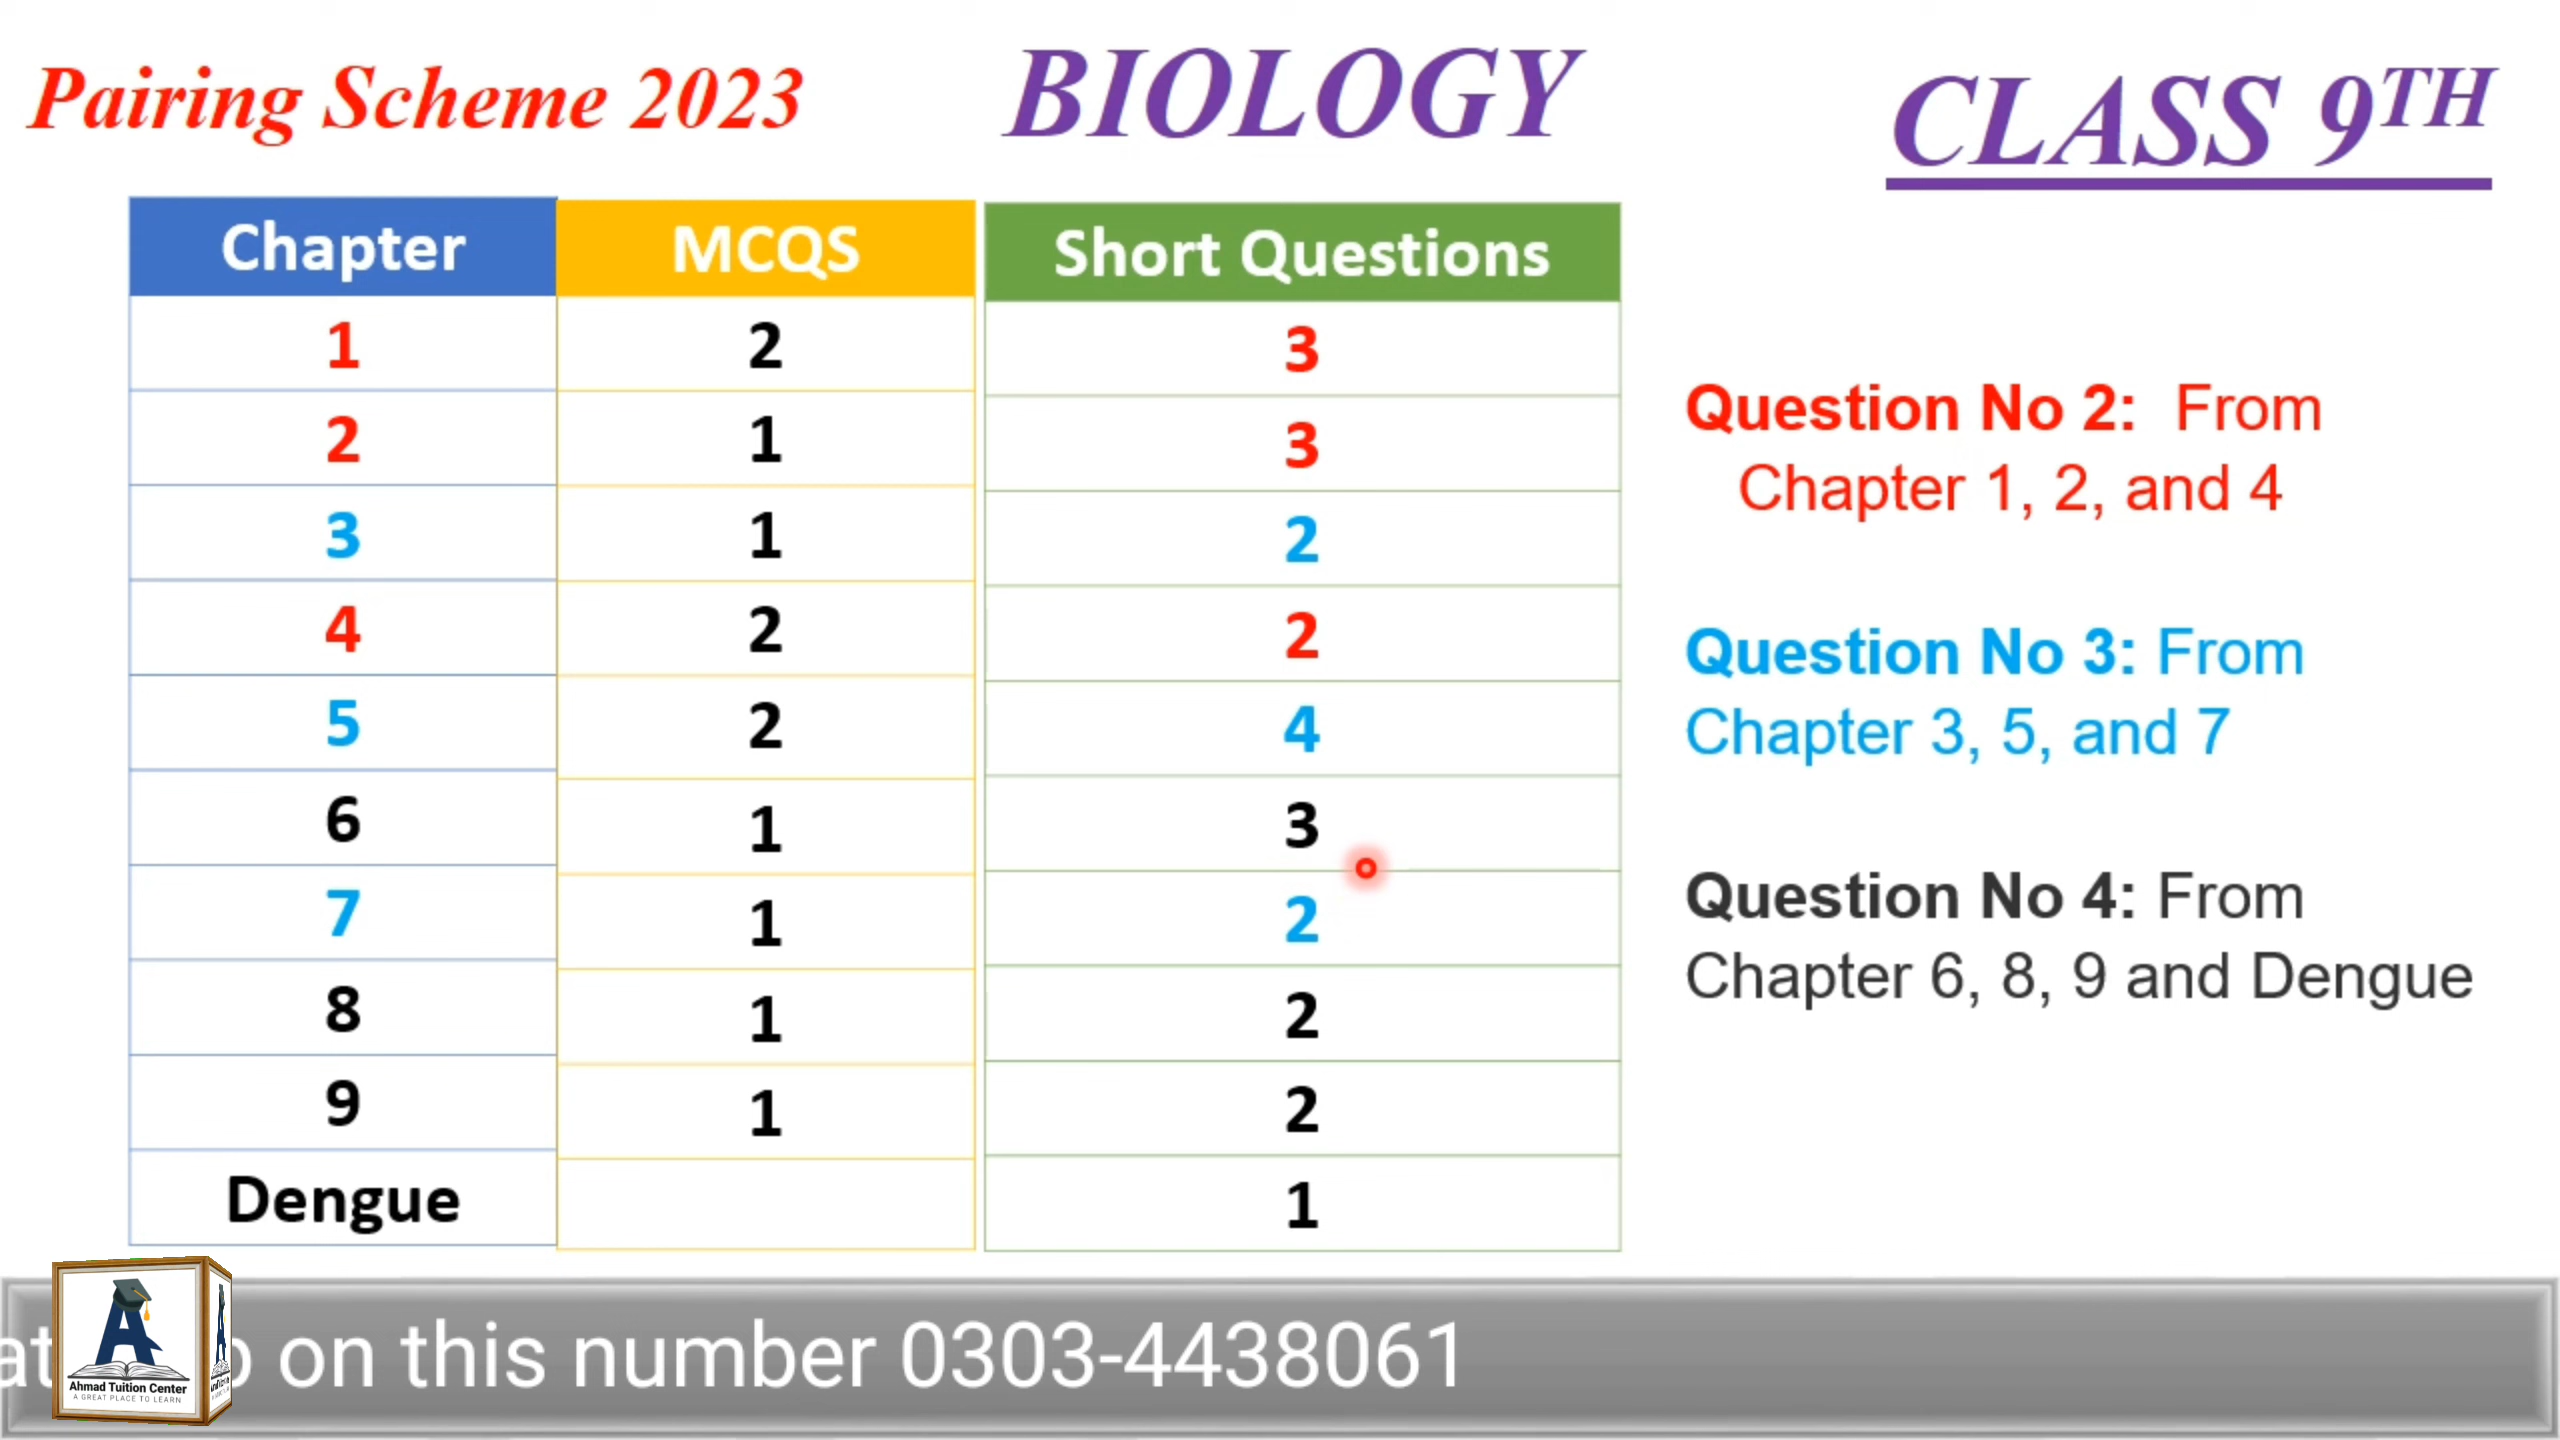 Pairing Scheme 2023
BIOLOGY
CLASS 9TH
Chapter MCQS Short Questions
1 2 3
2 1 3
3 1 2
4 2 2
5 2 4
6 1 3
7 1 2
8 1 2
9 1 2
Dengue 1
Question No 2: From
Chapter 1, 2, and 4
Question No 3: From
Chapter 3, 5, and 7
Question No 4: From
Chapter 6, 8, 9 and Dengue
on this number 0303-4438061
A
Ahmad Tuition Center
A GREAT PLACE TO LEARN